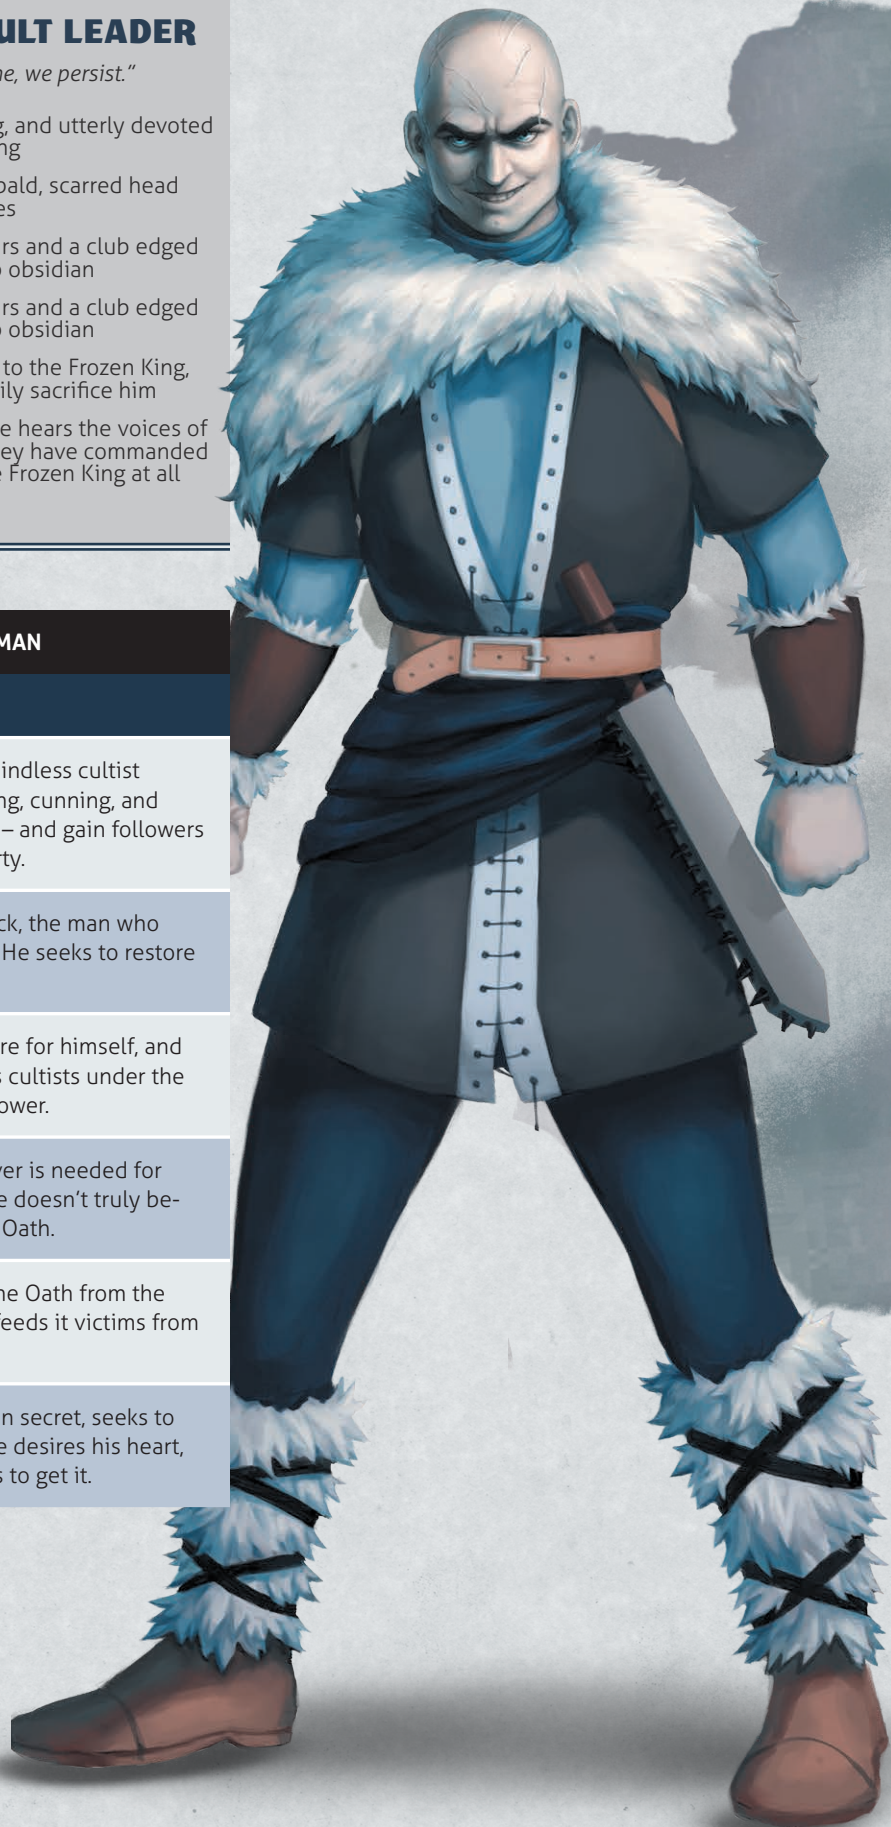 ULT LEADER
e, we persist.”
, and utterly devoted
ng
bald, scarred head
es
rs and a club edged
p obsidian
rs and a club edged
p obsidian
to the Frozen King,
ily sacrifice him
e hears the voices of
ey have commanded
e Frozen King at all
MAN
indless cultist
ng, cunning, and
– and gain followers
rty.
ck, the man who
He seeks to restore
re for himself, and
s cultists under the
ower.
ver is needed for
e doesn’t truly be-
Oath.
he Oath from the
feeds it victims from
n secret, seeks to
e desires his heart,
s to get it.